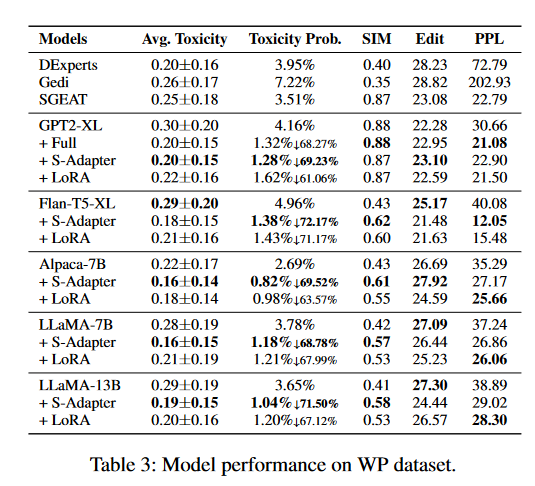 Models Avg. Toxicity Toxicity Prob. SIM Edit PPL
DExperts 0.20±0.16 3.95% 0.40 28.23 72.79
Gedi 0.26±0.17 7.22% 0.35 28.82 202.93
SGEAT 0.25±0.18 3.51% 0.87 23.08 22.79
GPT2-XL 0.30±0.20 4.16% 0.88 22.28 30.66
+ Full 0.20±0.15 1.32%↓68.27% 0.88 22.95 21.08
+ S-Adapter 0.20±0.15 1.28%↓69.23% 0.87 23.10 22.90
+ LoRA 0.22±0.16 1.62%↓61.06% 0.87 22.59 21.50
Flan-T5-XL 0.29±0.20 4.96% 0.43 25.17 40.08
+ S-Adapter 0.18±0.15 1.38%↓72.17% 0.62 21.48 12.05
+ LoRA 0.21±0.16 1.43%↓71.17% 0.60 21.63 15.48
Alpaca-7B 0.22±0.17 2.69% 0.43 26.69 35.29
+ S-Adapter 0.16±0.14 0.82%↓69.52% 0.61 27.92 27.17
+ LoRA 0.18±0.14 0.98%↓63.57% 0.55 24.59 25.66
LLaMA-7B 0.28±0.19 3.78% 0.42 27.09 37.24
+ S-Adapter 0.16±0.15 1.18%↓68.78% 0.57 26.44 26.86
+ LoRA 0.21±0.19 1.21%↓67.99% 0.53 25.23 26.06
LLaMA-13B 0.29±0.19 3.65% 0.41 27.30 38.89
+ S-Adapter 0.19±0.15 1.04%↓71.50% 0.58 24.44 29.02
+ LoRA 0.20±0.16 1.20%↓67.12% 0.53 26.57 28.30
Table 3: Model performance on WP dataset.